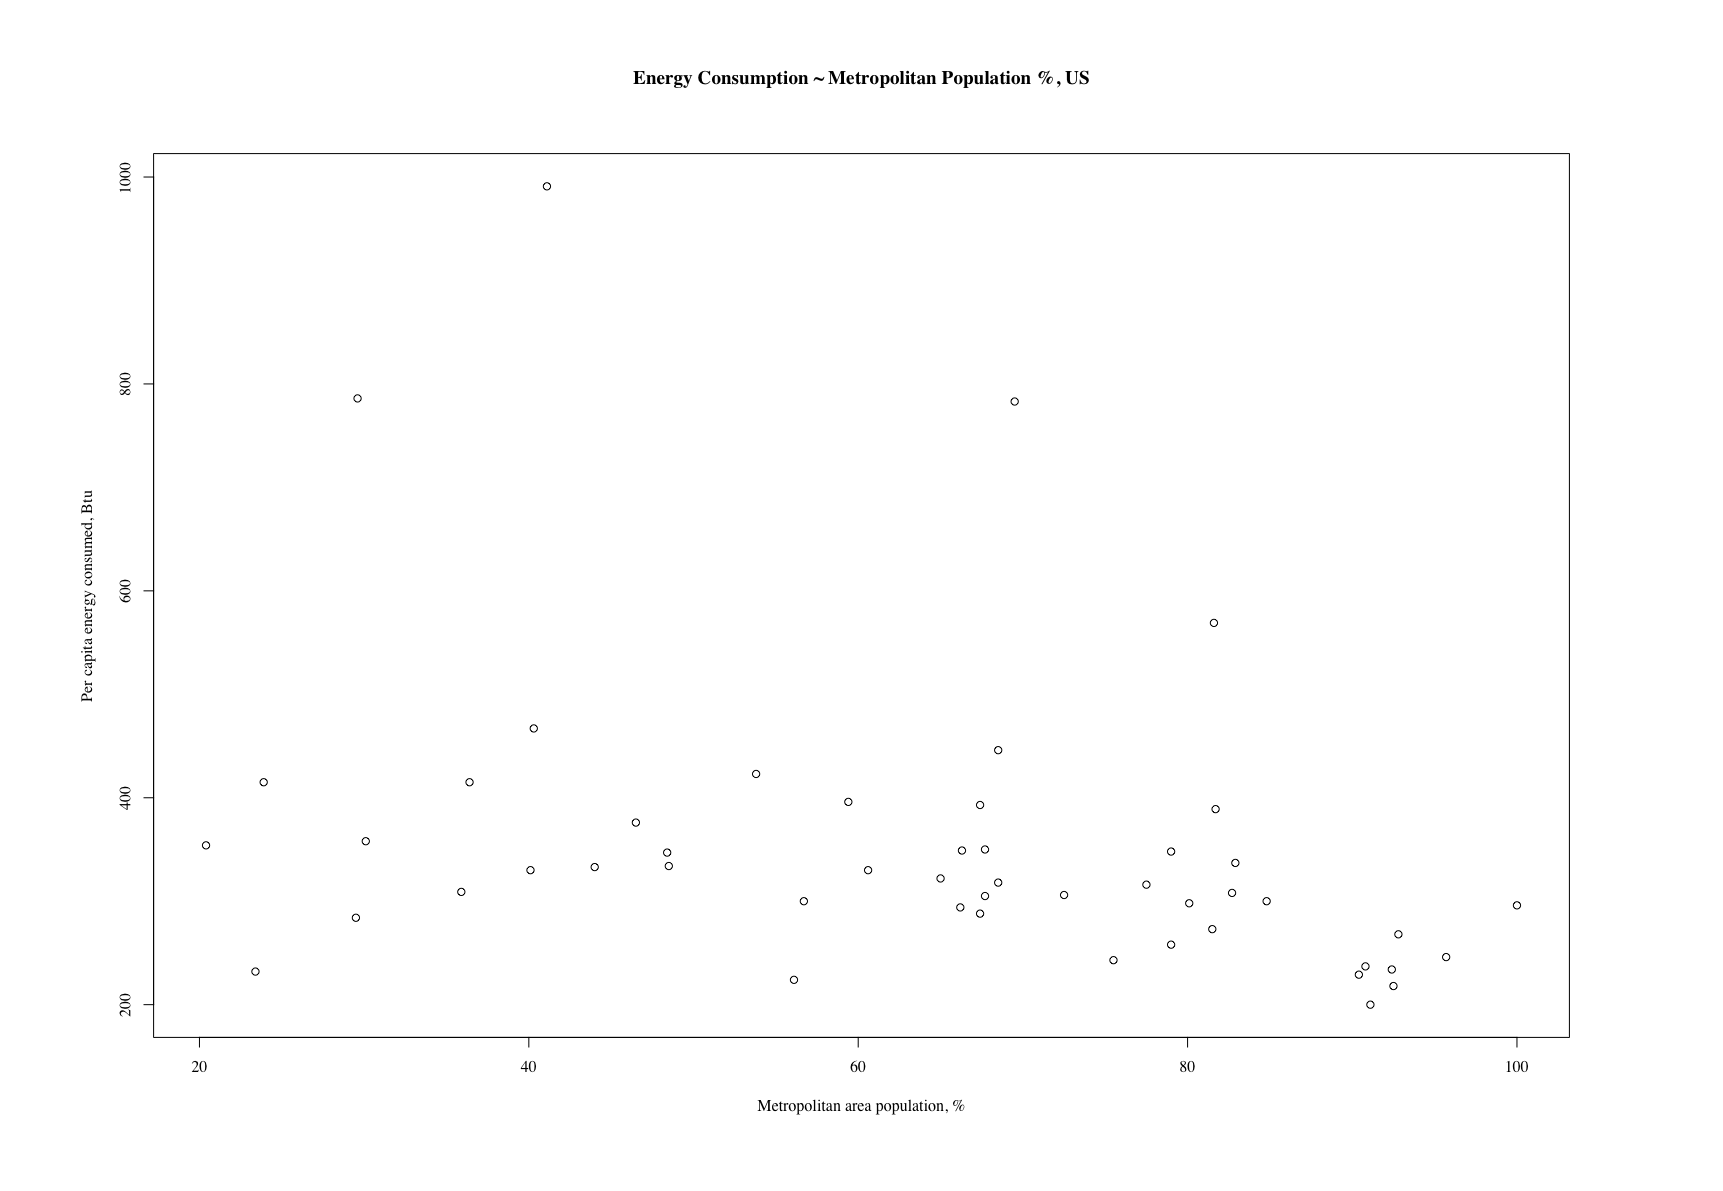 Energy Consumption ~ Metropolitan Population %, US
1000
800
600
400
200
Per capita energy consumed, Btu
20 40 60 80 100
Metropolitan area population, %